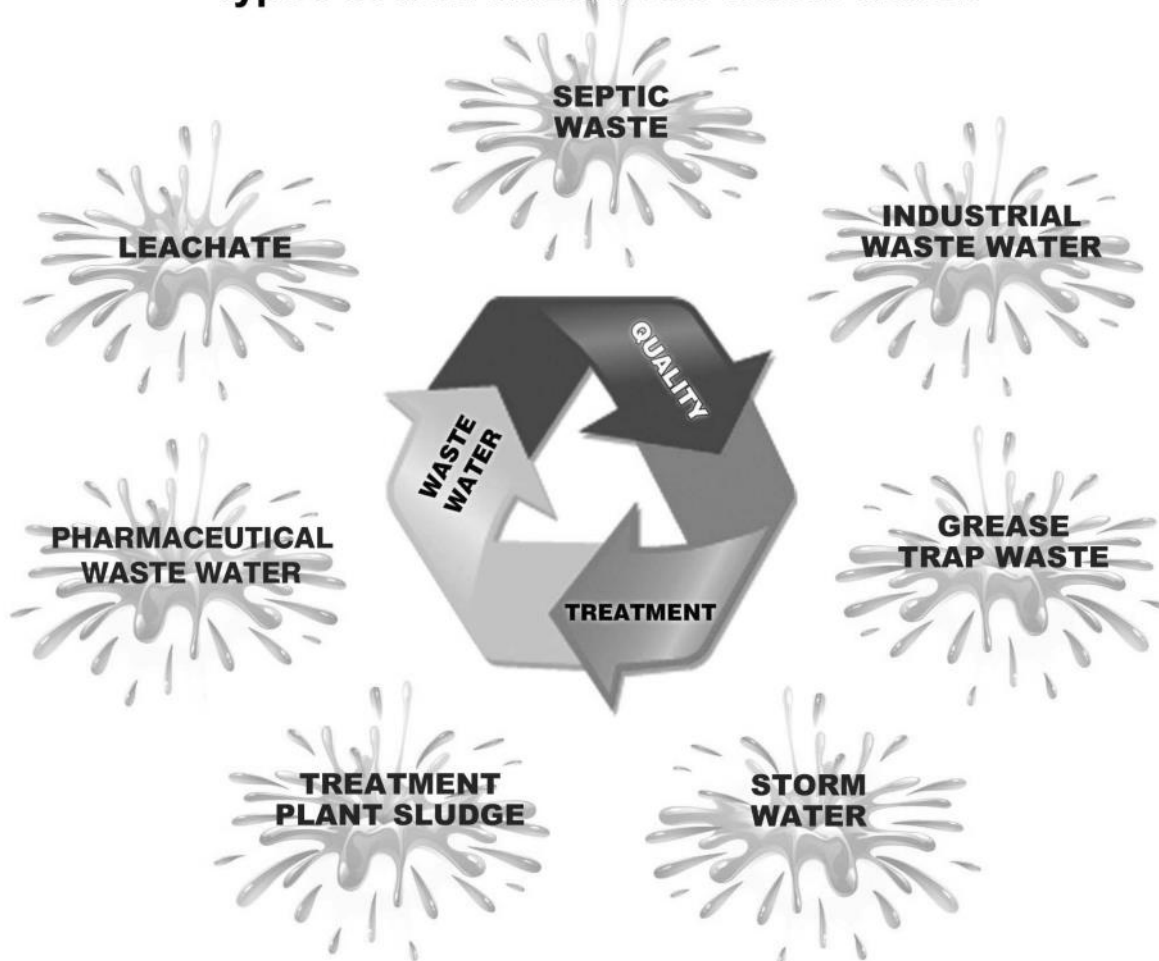 SEPTIC
WASTE
INDUSTRIAL
WASTE WATER
LEACHATE
QUALITY
WASTE
WATER
GREASE
TRAP WASTE
PHARMACEUTICAL
WASTE WATER
TREATMENT
TREATMENT
PLANT SLUDGE
STORM
WATER